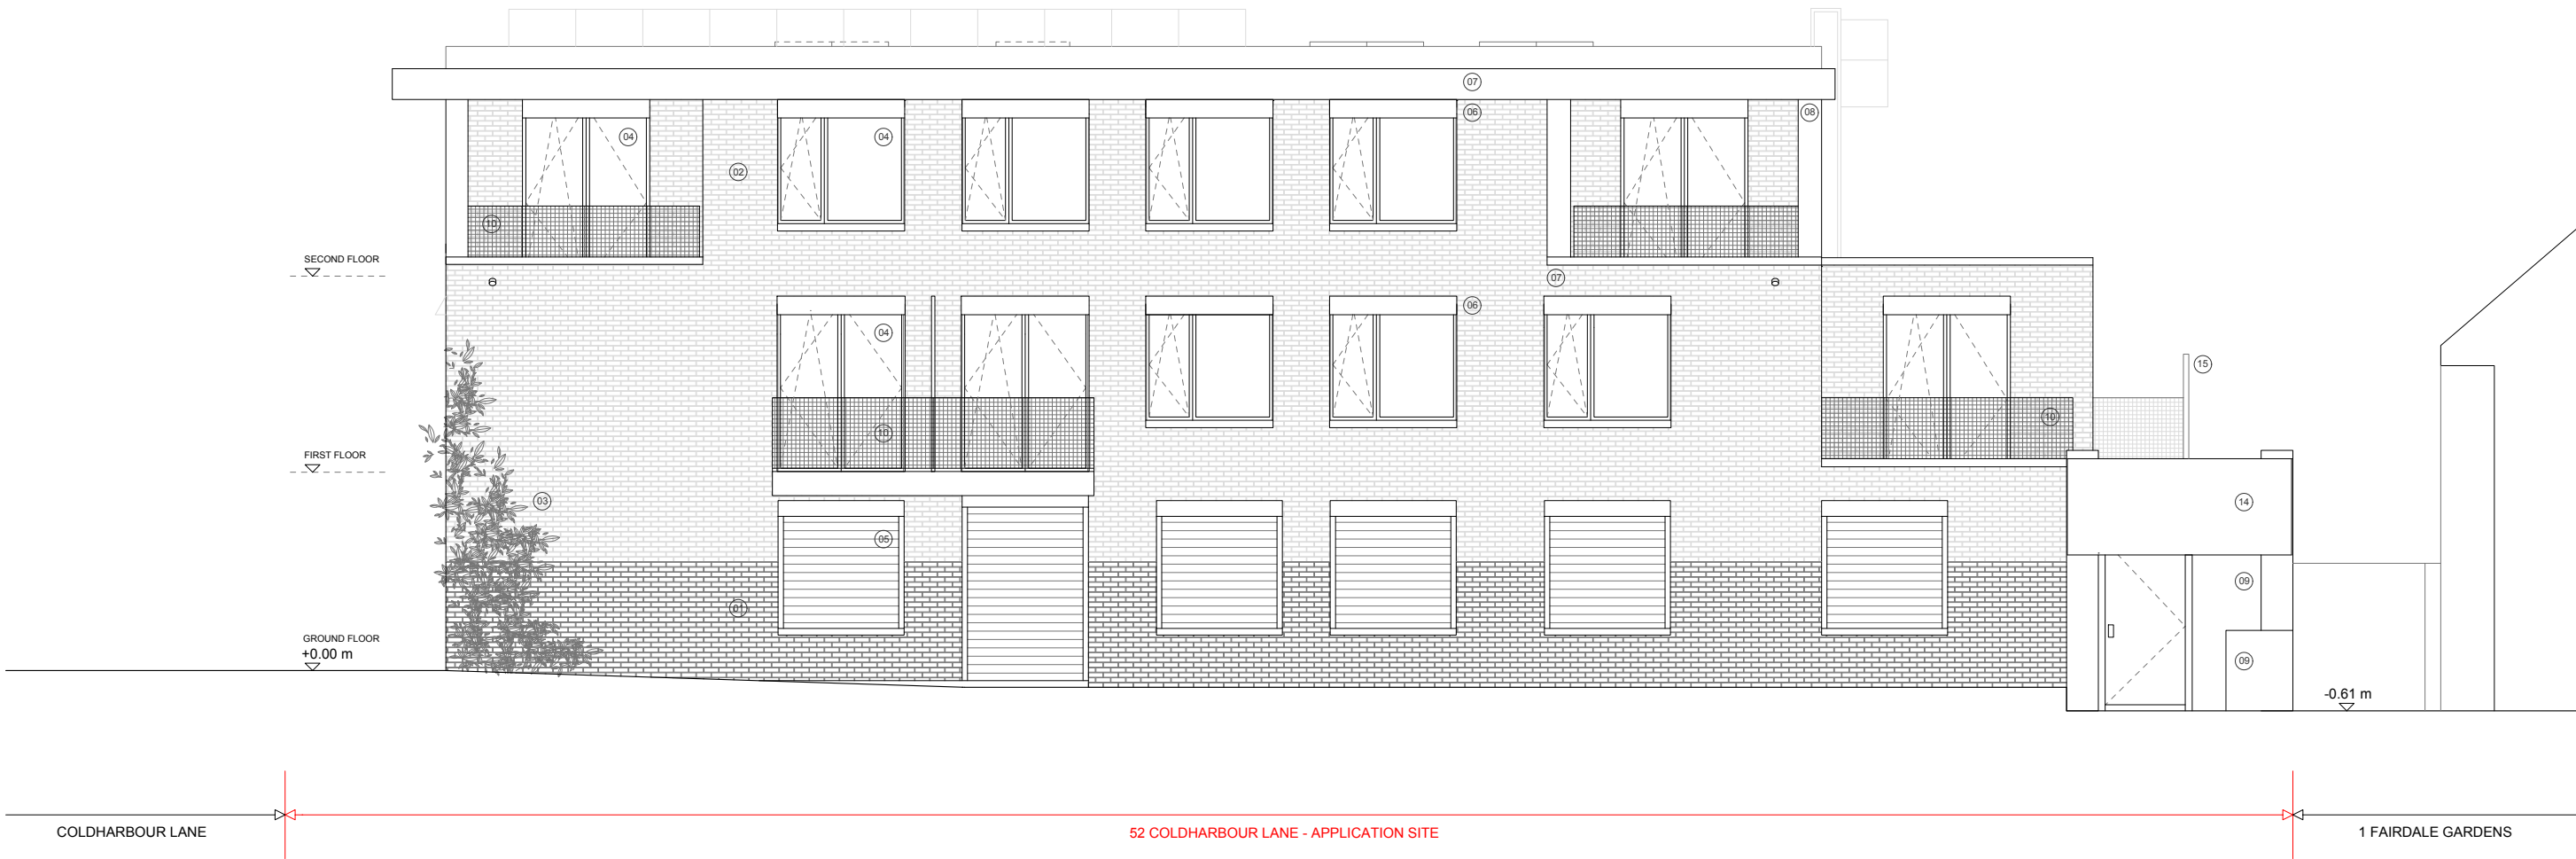 07
06
08
04
04
02
10
SECOND FLOOR
07
06
04
15
10
10
FIRST FLOOR
03
14
05
09
01
GROUND FLOOR
+0.00 m
09
-0.61 m
COLDHARBOUR LANE
52 COLDHARBOUR LANE - APPLICATION SITE
1 FAIRDALE GARDENS